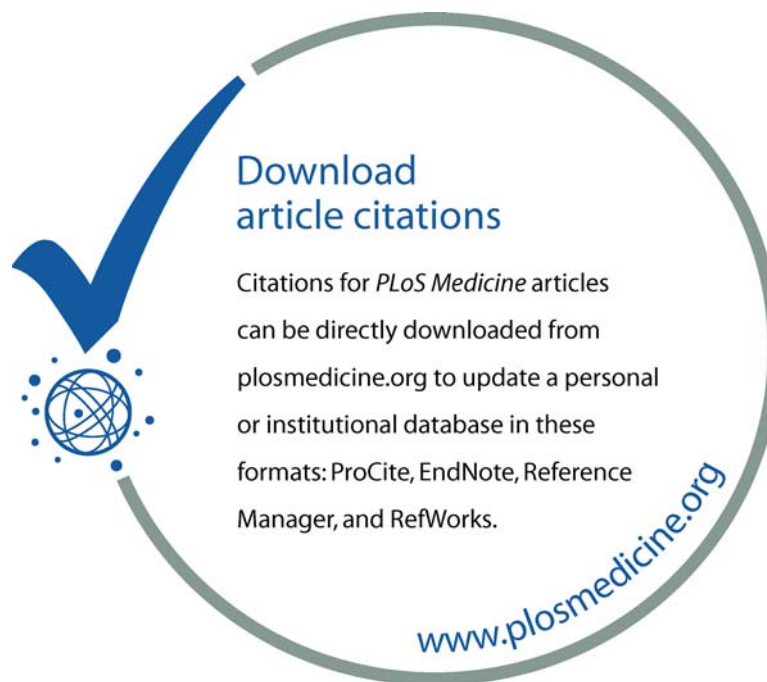 Download
article citations
Citations for PLoS Medicine articles
can be directly downloaded from
plosmedicine.org to update a personal
or institutional database in these
formats: ProCite, EndNote, Reference
Manager, and RefWorks.
www.plosmedicine.org